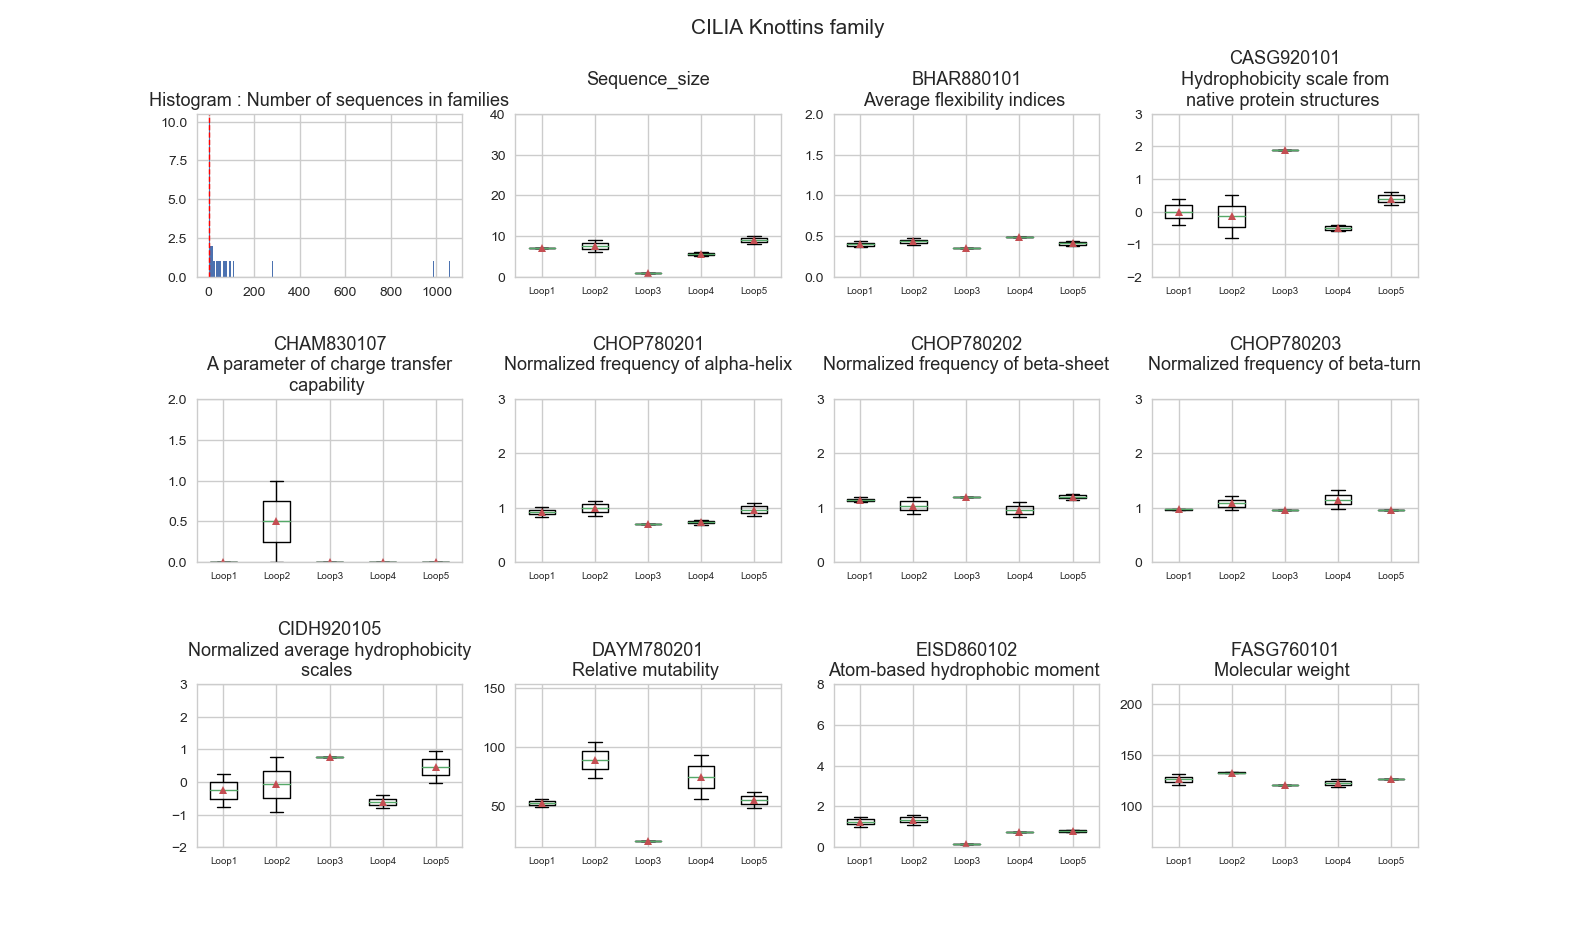 CILIA Knottins family
Histogram : Number of sequences in families
10.0
7.5
5.0
2.5
0.0
0 200 400 600 800 1000
Sequence_size
40
30
20
10
0
Loop1 Loop2 Loop3 Loop4 Loop5
BHAR880101
Average flexibility indices
2.0
1.5
1.0
0.5
0.0
Loop1 Loop2 Loop3 Loop4 Loop5
CASG920101
Hydrophobicity scale from
native protein structures
3
2
1
0
−1
−2
Loop1 Loop2 Loop3 Loop4 Loop5
CHAM830107
A parameter of charge transfer
capability
2.0
1.5
1.0
0.5
0.0
Loop1 Loop2 Loop3 Loop4 Loop5
CHOP780201
Normalized frequency of alpha-helix
3
2
1
0
Loop1 Loop2 Loop3 Loop4 Loop5
CHOP780202
Normalized frequency of beta-sheet
3
2
1
0
Loop1 Loop2 Loop3 Loop4 Loop5
CHOP780203
Normalized frequency of beta-turn
3
2
1
0
Loop1 Loop2 Loop3 Loop4 Loop5
CIDH920105
Normalized average hydrophobicity
scales
3
2
1
0
−1
−2
Loop1 Loop2 Loop3 Loop4 Loop5
DAYM780201
Relative mutability
150
100
50
Loop1 Loop2 Loop3 Loop4 Loop5
EISD860102
Atom-based hydrophobic moment
8
6
4
2
0
Loop1 Loop2 Loop3 Loop4 Loop5
FASG760101
Molecular weight
200
150
100
Loop1 Loop2 Loop3 Loop4 Loop5